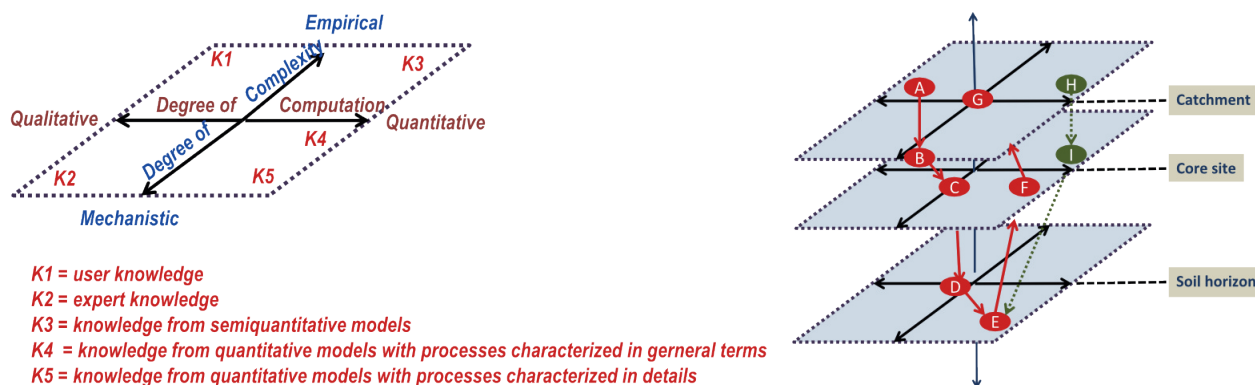 Empirical
K1
Complexity
K3
Qualitative
Degree of
Computation
Quantitative
K4
Degree of
K2
K5
Mechanistic
K1 = user knowledge
K2 = expert knowledge
K3 = knowledge from semiquantitative models
K4 = knowledge from quantitative models with processes characterized in gerneral terms
K5 = knowledge from quantitative models with processes characterized in details
A
H
G
Catchment
B
I
Core site
C
F
D
Soil horizon
E